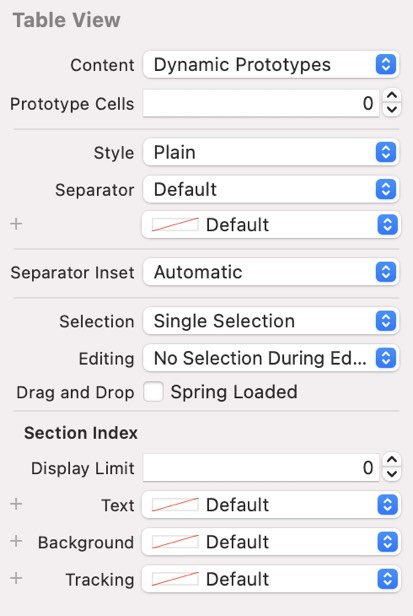 Table View
Content Dynamic Prototypes
Prototype Cells 0
Style Plain
Separator Default
+ Default
Separator Inset Automatic
Selection Single Selection
Editing No Selection During Ed...
Drag and Drop Spring Loaded
Section Index
Display Limit 0
+ Text Default
+ Background Default
+ Tracking Default